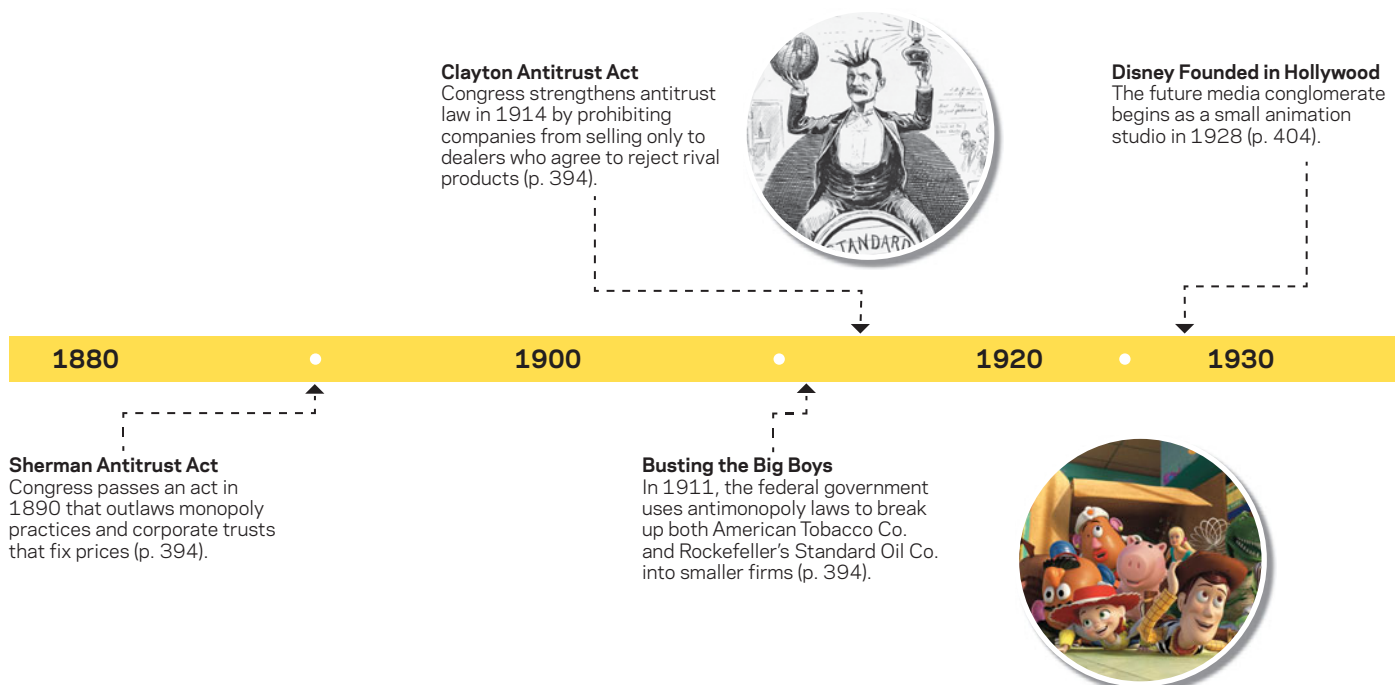 Clayton Antitrust Act
Congress strengthens antitrust
law in 1914 by prohibiting
companies from selling only to
dealers who agree to reject rival
products (p. 394).
STANDARD
Disney Founded in Hollywood
The future media conglomerate
begins as a small animation
studio in 1928 (p. 404).
1880
1900
1920
1930
Sherman Antitrust Act
Congress passes an act in
1890 that outlaws monopoly
practices and corporate trusts
that fix prices (p. 394).
Busting the Big Boys
In 1911, the federal government
uses antimonopoly laws to break
up both American Tobacco Co.
and Rockefeller’s Standard Oil Co.
into smaller firms (p. 394).